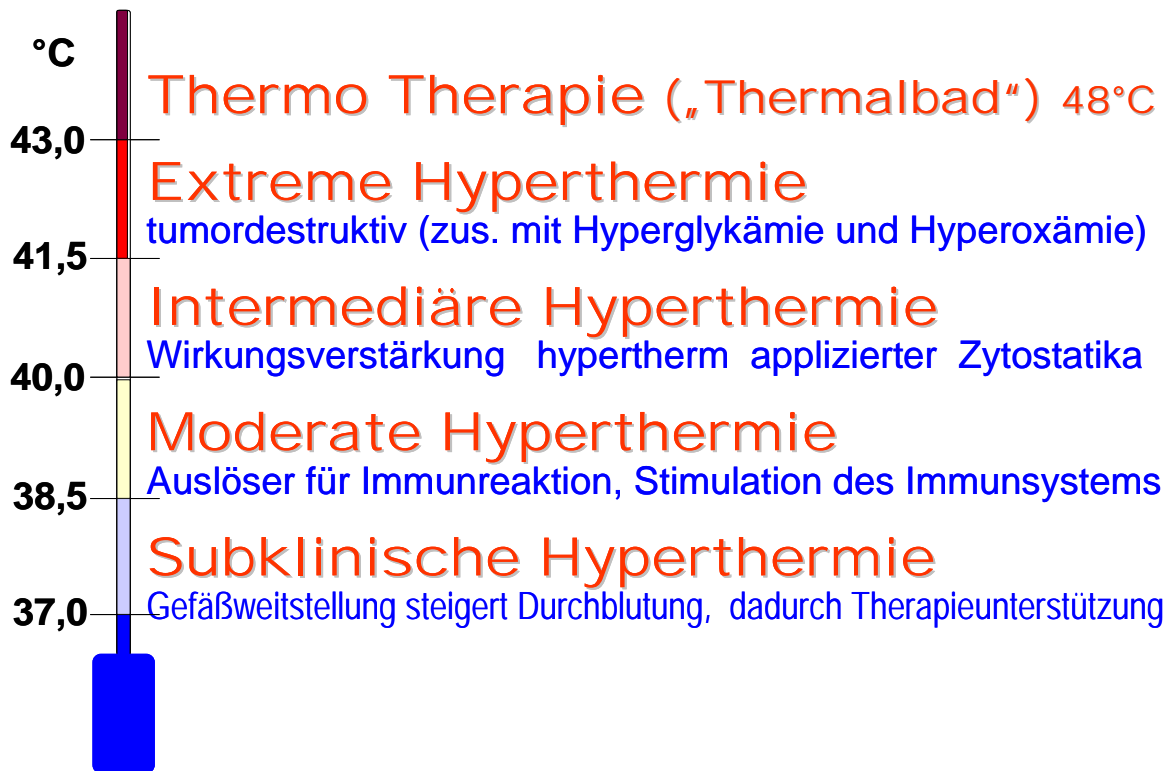 °C
Thermo Therapie („Thermalbad“) 48°C
43,0
Extreme Hyperthermie
tumordestruktiv (zus. mit Hyperglykämie und Hyperoxämie)
41,5
Intermediäre Hyperthermie
Wirkungsverstärkung hypertherm applizierter Zytostatika
40,0
Moderate Hyperthermie
Auslöser für Immunreaktion, Stimulation des Immunsystems
38,5
Subklinische Hyperthermie
Gefäßweitstellung steigert Durchblutung, dadurch Therapieunterstützung
37,0